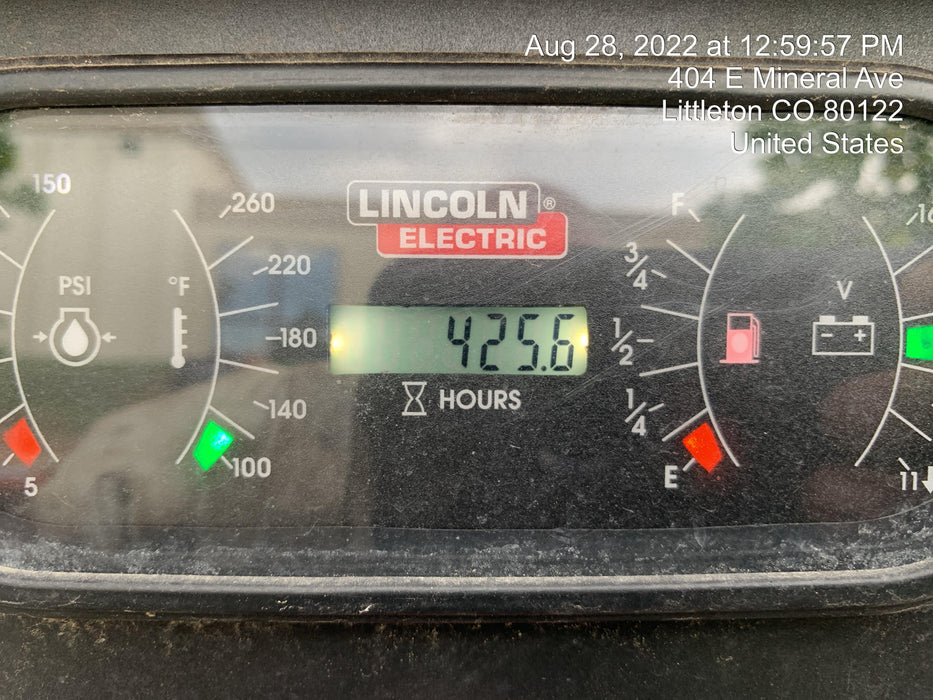 Aug 28, 2022 at 12:59:57 PM
404 E Mineral Ave
Littleton CO 80122
United States
LINCOLN ®
ELECTRIC
150
PSI
5
°F
260
220
180
140
100
425.6
HOURS
F
3/4
1/2
1/4
E
V
16
11